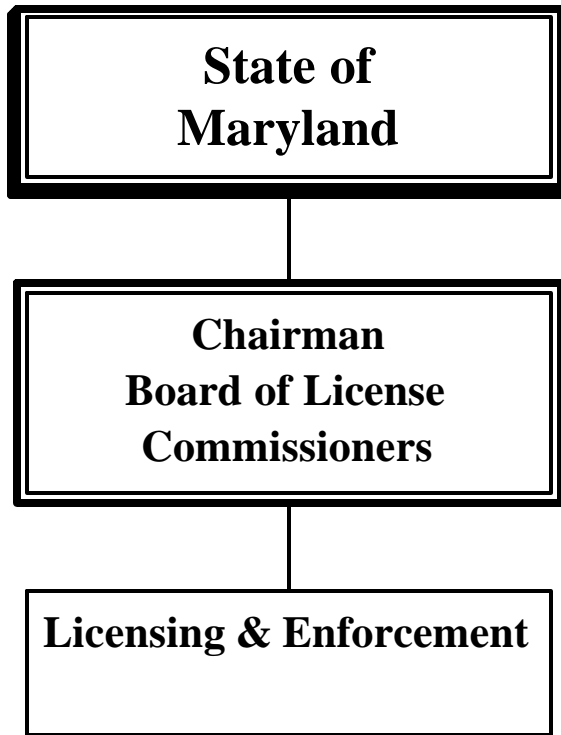 State of
Maryland
Chairman
Board of License
Commissioners
Licensing & Enforcement